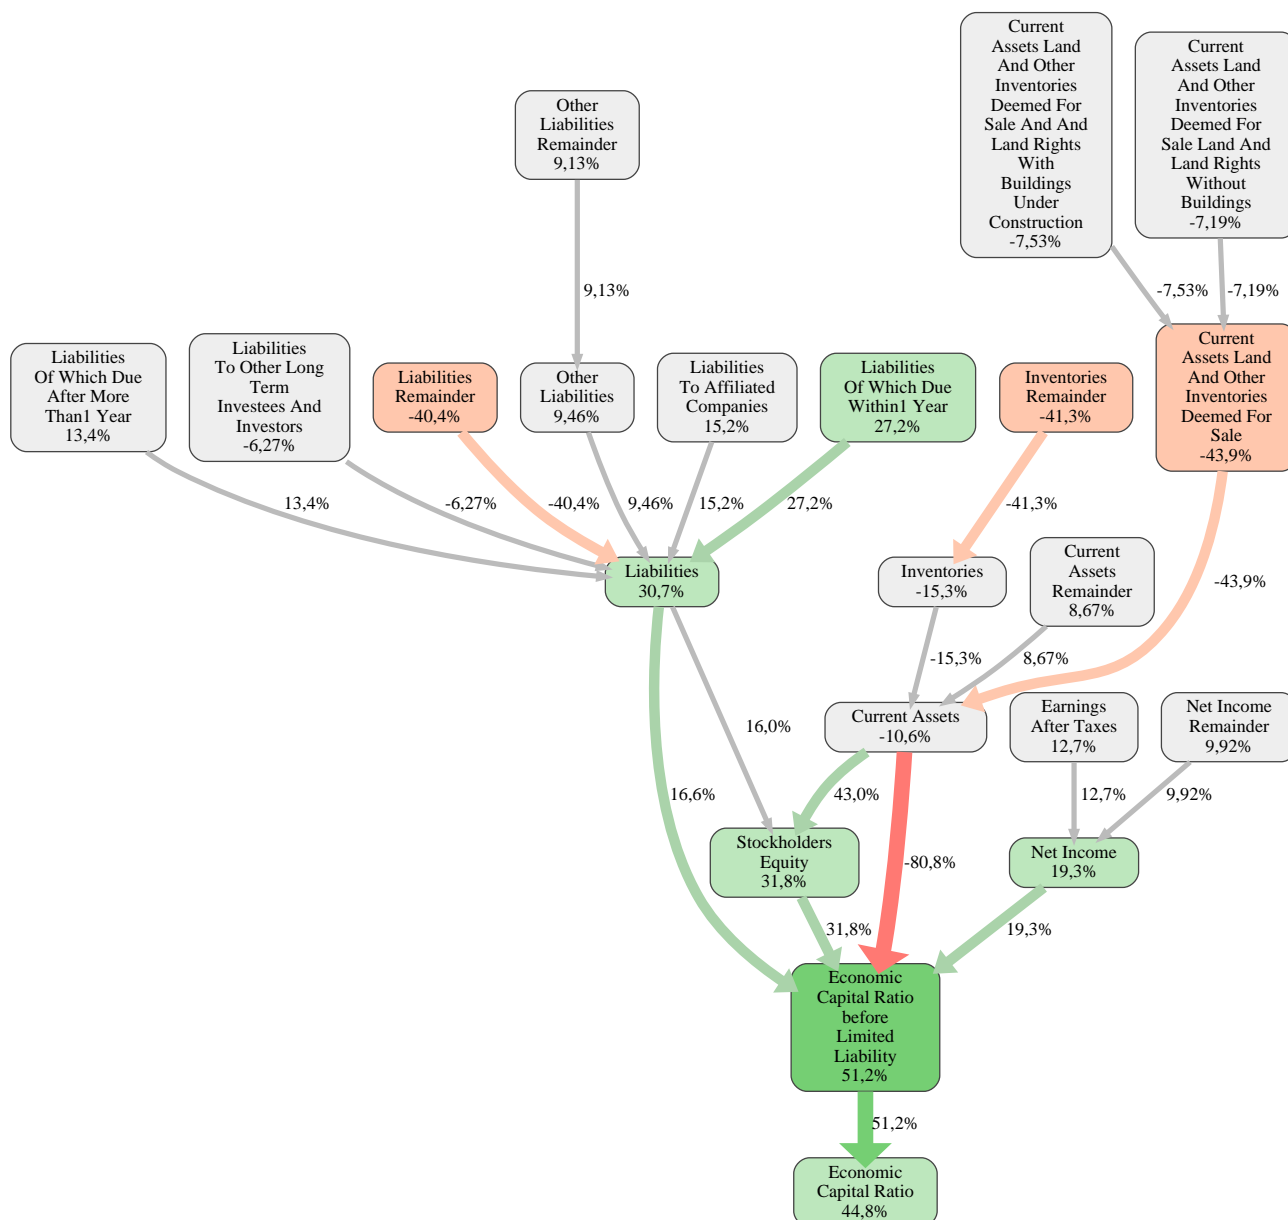 Current
Assets Land
And Other
Inventories
Deemed For
Sale And And
Land Rights
With
Buildings
Under
Construction
-7,53%
Current
Assets Land
And Other
Inventories
Deemed For
Sale Land And
Land Rights
Without
Buildings
-7,19%
Other
Liabilities
Remainder
9,13%
9,13%
-7,53%
-7,19%
Liabilities
Of Which Due
After More
Than1 Year
13,4%
Liabilities
To Other Long
Term
Investees And
Investors
-6,27%
Liabilities
Remainder
-40,4%
Other
Liabilities
9,46%
Liabilities
To Affiliated
Companies
15,2%
Liabilities
Of Which Due
Within1 Year
27,2%
Inventories
Remainder
-41,3%
Current
Assets Land
And Other
Inventories
Deemed For
Sale
-43,9%
13,4%
-6,27%
-40,4%
9,46%
15,2%
27,2%
-41,3%
Liabilities
30,7%
Inventories
-15,3%
Current
Assets
Remainder
8,67%
-43,9%
-15,3%
8,67%
16,0%
Current Assets
-10,6%
Earnings
After Taxes
12,7%
Net Income
Remainder
9,92%
16,6%
43,0%
12,7%
9,92%
Stockholders
Equity
31,8%
-80,8%
Net Income
19,3%
31,8%
19,3%
Economic
Capital Ratio
before
Limited
Liability
51,2%
51,2%
Economic
Capital Ratio
44,8%